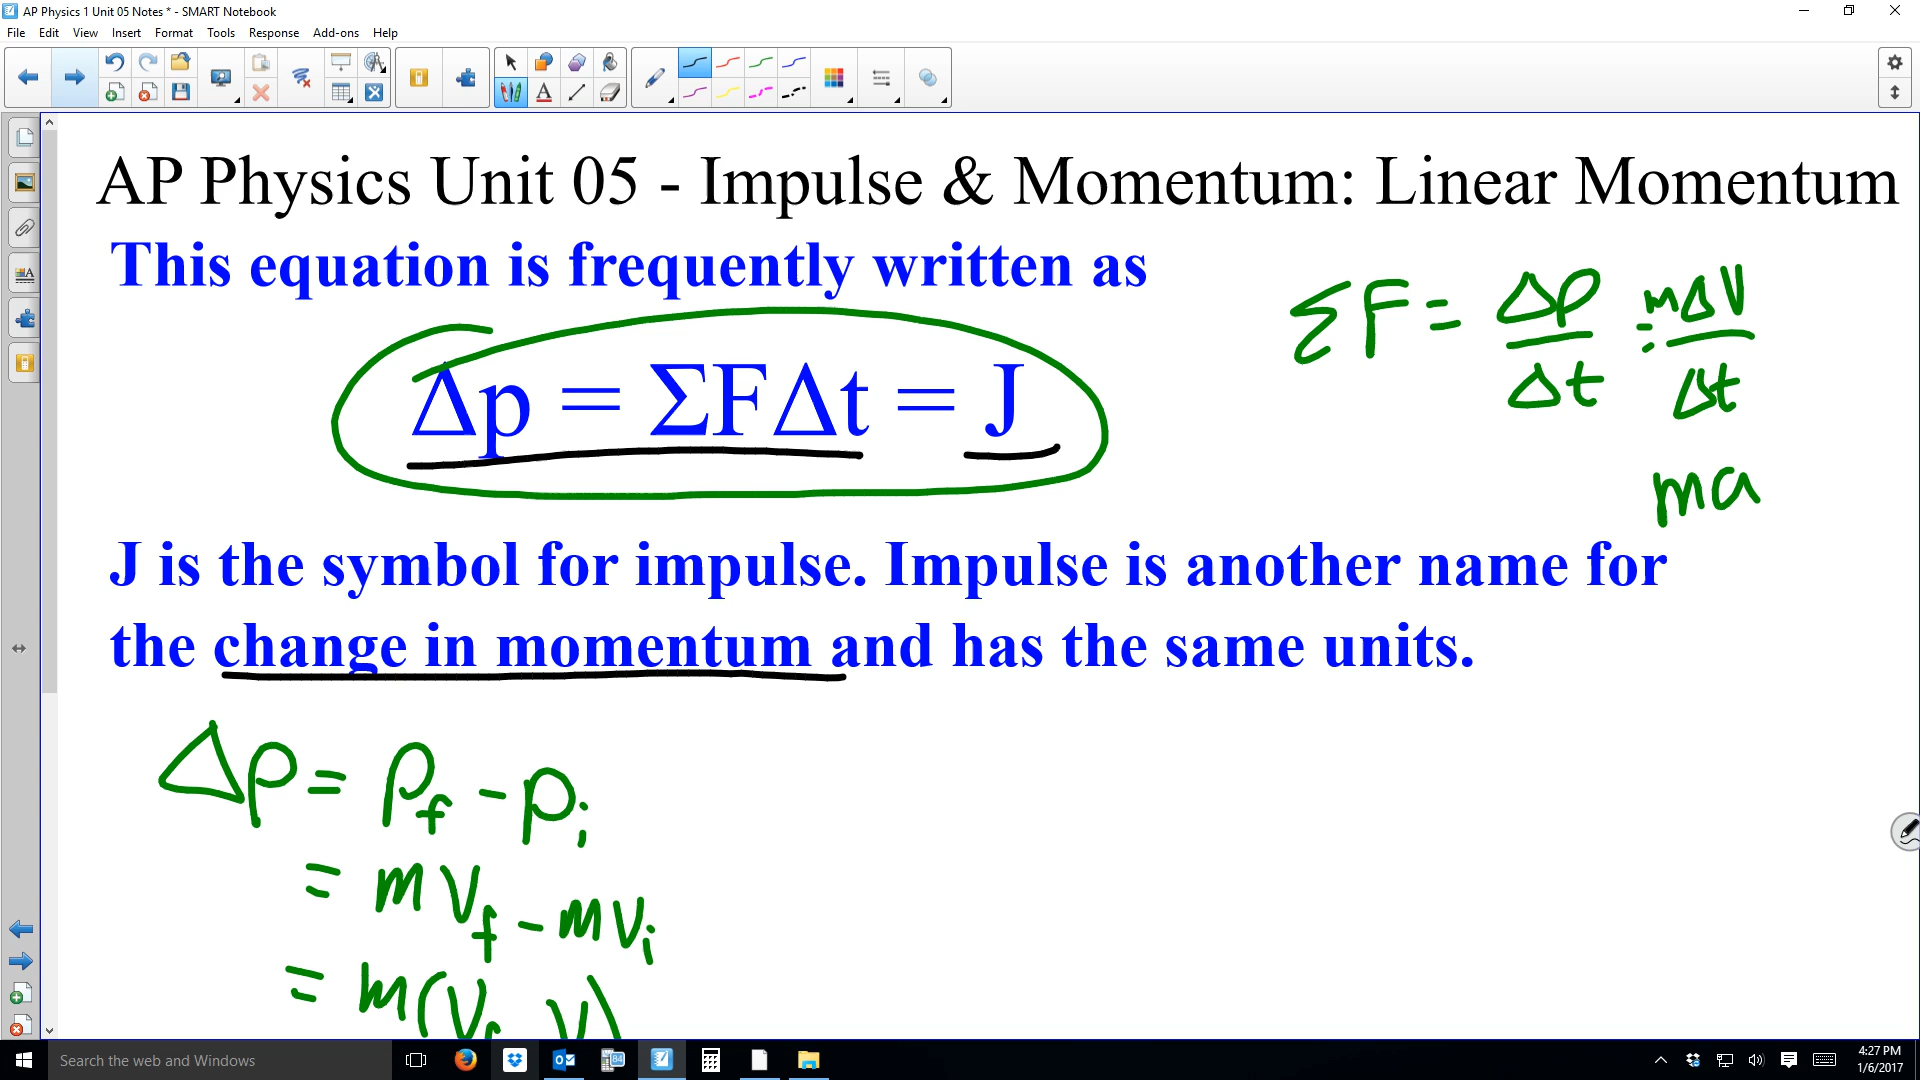 AP Physics 1 Unit 05 Notes * - SMART Notebook
File Edit View Insert Format Tools Response Add-ons Help
AP Physics Unit 05 - Impulse & Momentum: Linear Momentum
This equation is frequently written as
Δp = ΣFΔt = J
ΣF = Δp/Δt = mΔV/Δt
ma
J is the symbol for impulse. Impulse is another name for
the change in momentum and has the same units.
Δp = pf - pi
= mVf - mVi
= m(Vf - V)
Search the web and Windows
4:27 PM
1/6/2017